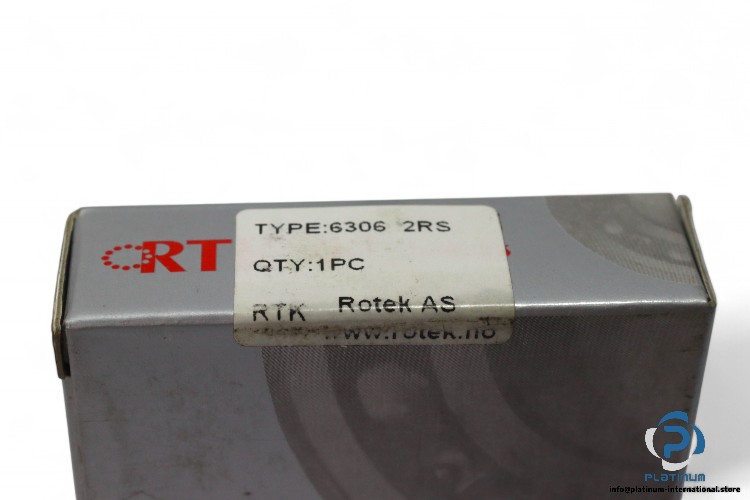 TYPE:6306 2RS
RT
QTY:1PC
RTK Rotek AS
www.rotek.no
PLATINUM
info@platinum-international.store